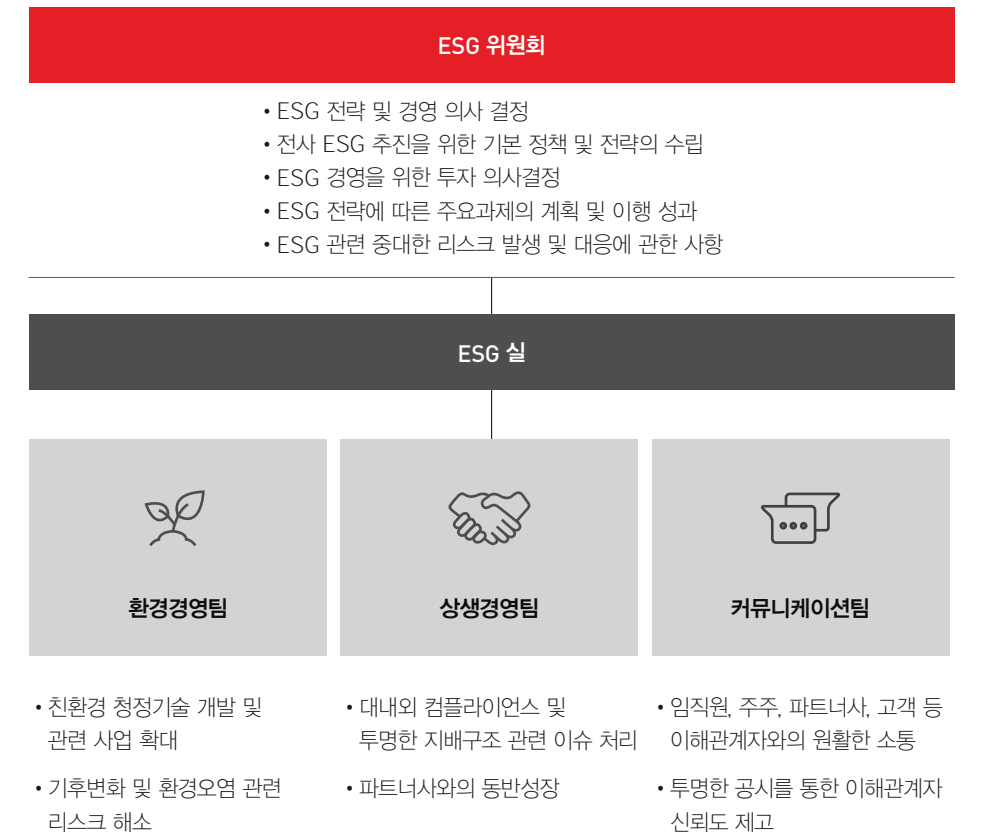 ESG 위원회
• ESG 전략 및 경영 의사 결정
• 전사 ESG 추진을 위한 기본 정책 및 전략의 수립
• ESG 경영을 위한 투자 의사결정
• ESG 전략에 따른 주요과제의 계획 및 이행 성과
• ESG 관련 중대한 리스크 발생 및 대응에 관한 사항
ESG 실
환경경영팀
• 친환경 청정기술 개발 및
관련 사업 확대
• 기후변화 및 환경오염 관련
리스크 해소
상생경영팀
• 대내외 컴플라이언스 및
투명한 지배구조 관련 이슈 처리
• 파트너사와의 동반성장
커뮤니케이션팀
• 임직원, 주주, 파트너사, 고객 등
이해관계자와의 원활한 소통
• 투명한 공시를 통한 이해관계자
신뢰도 제고